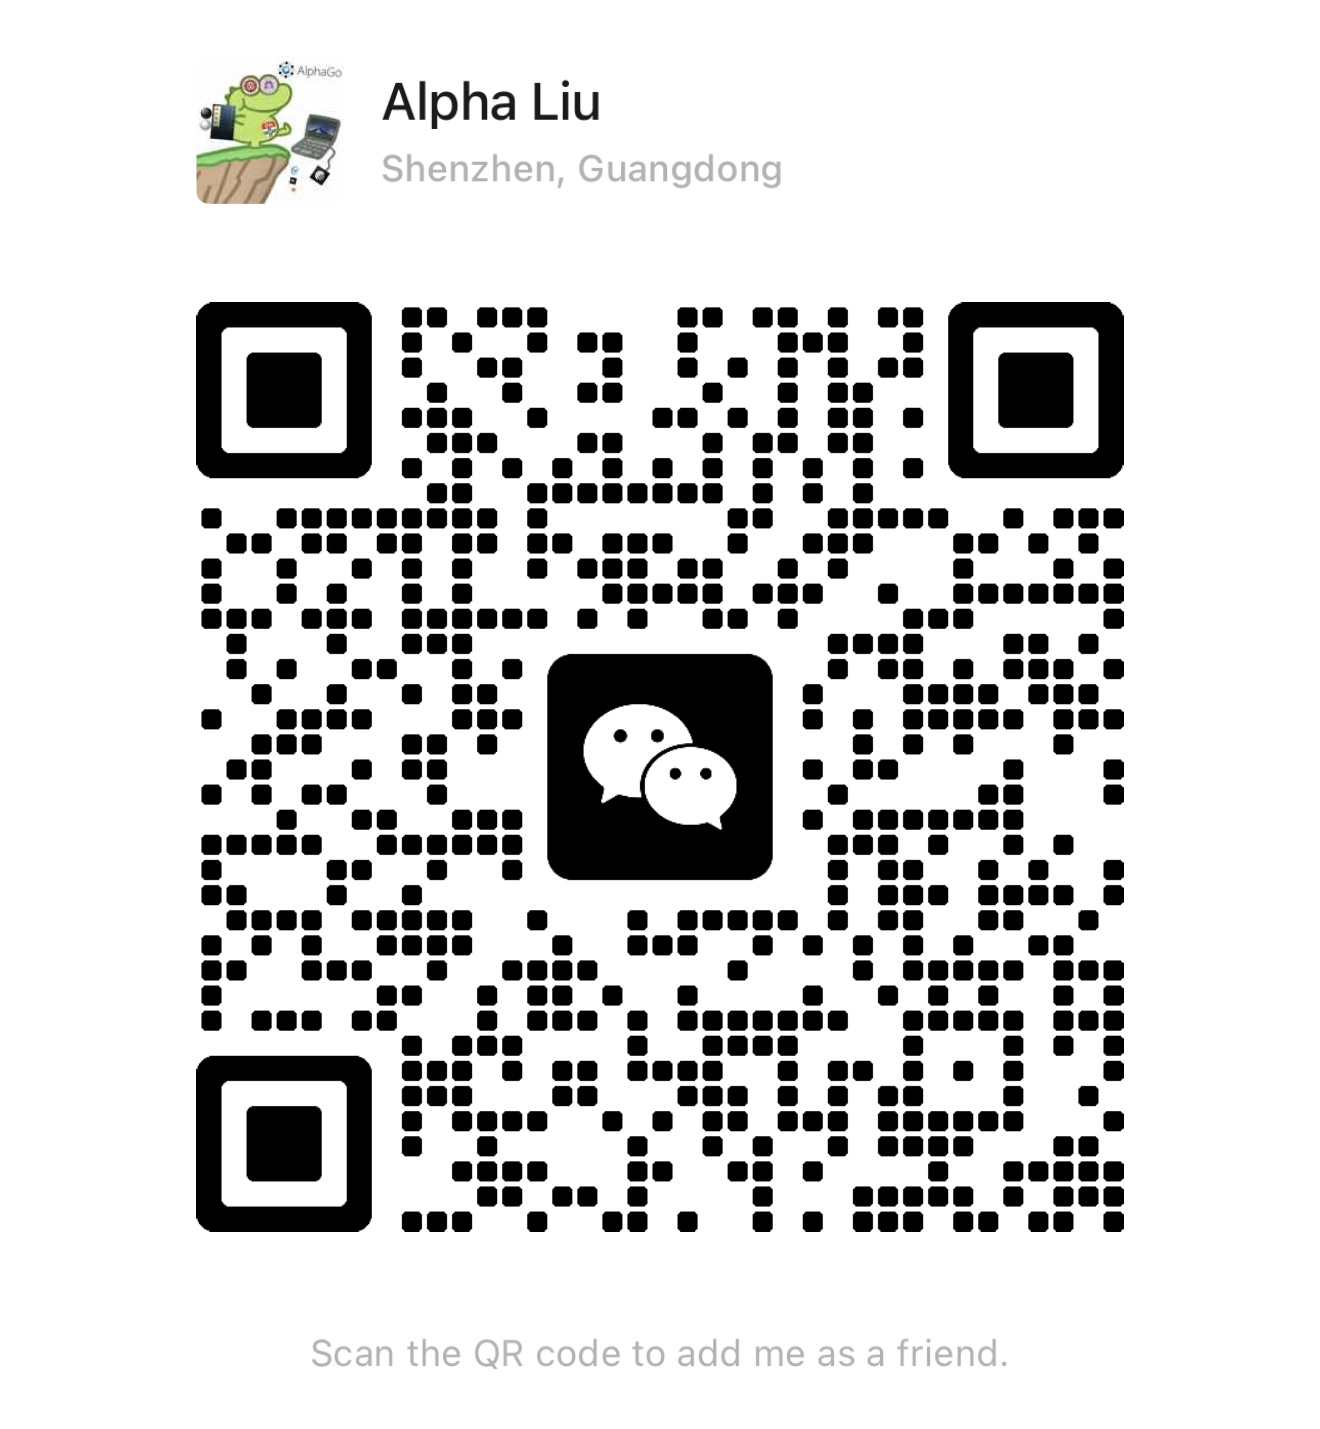 AlphaGo
Alpha Liu
Shenzhen, Guangdong
Scan the QR code to add me as a friend.